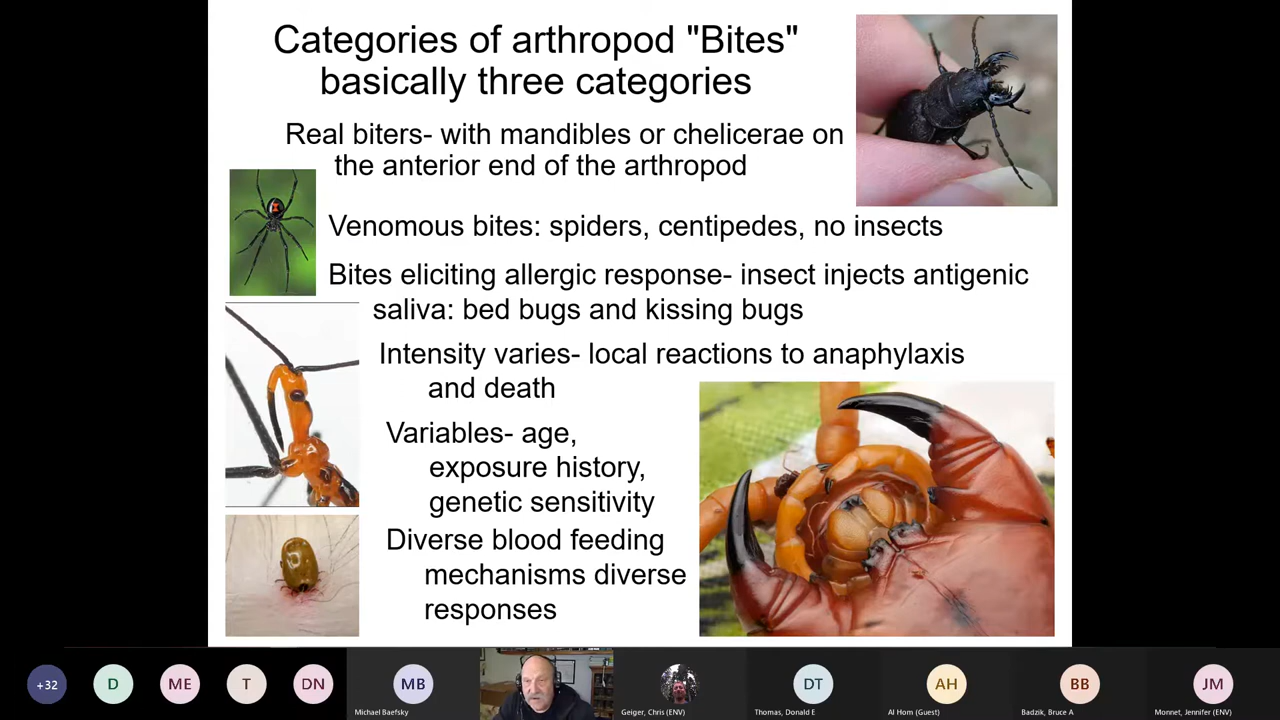 Categories of arthropod "Bites"
basically three categories
Real biters- with mandibles or chelicerae on
the anterior end of the arthropod
Venomous bites: spiders, centipedes, no insects
Bites eliciting allergic response- insect injects antigenic
saliva: bed bugs and kissing bugs
Intensity varies- local reactions to anaphylaxis
and death
Variables- age,
exposure history,
genetic sensitivity
Diverse blood feeding
mechanisms diverse
responses
+32
D
ME
T
DN
MB
DT
AH
BB
JM
Michael Baefsky
Geiger, Chris (ENV)
Thomas, Donald E
Al Hom (Guest)
Badzik, Bruce A
Monnet, Jennifer (ENV)